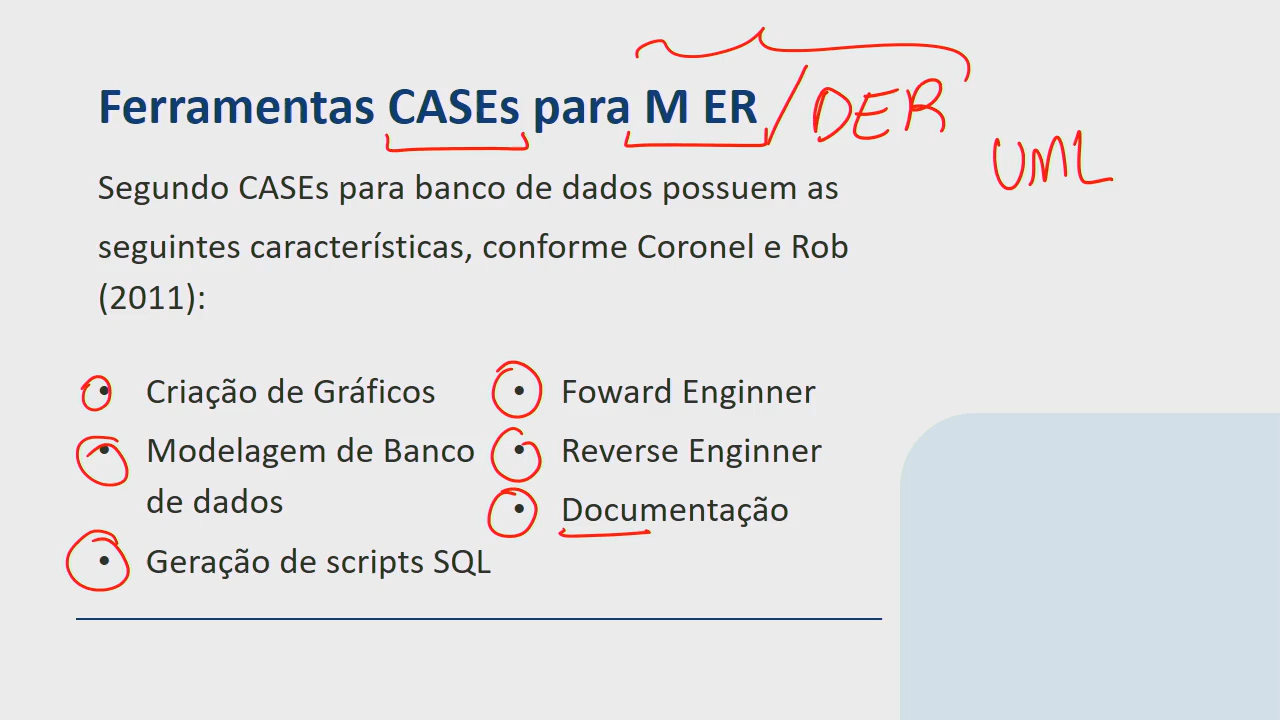 Ferramentas CASEs para M ER / DER
UML
Segundo CASEs para banco de dados possuem as
seguintes características, conforme Coronel e Rob
(2011):
• Criação de Gráficos
• Modelagem de Banco
de dados
• Geração de scripts SQL
• Foward Enginner
• Reverse Enginner
• Documentação